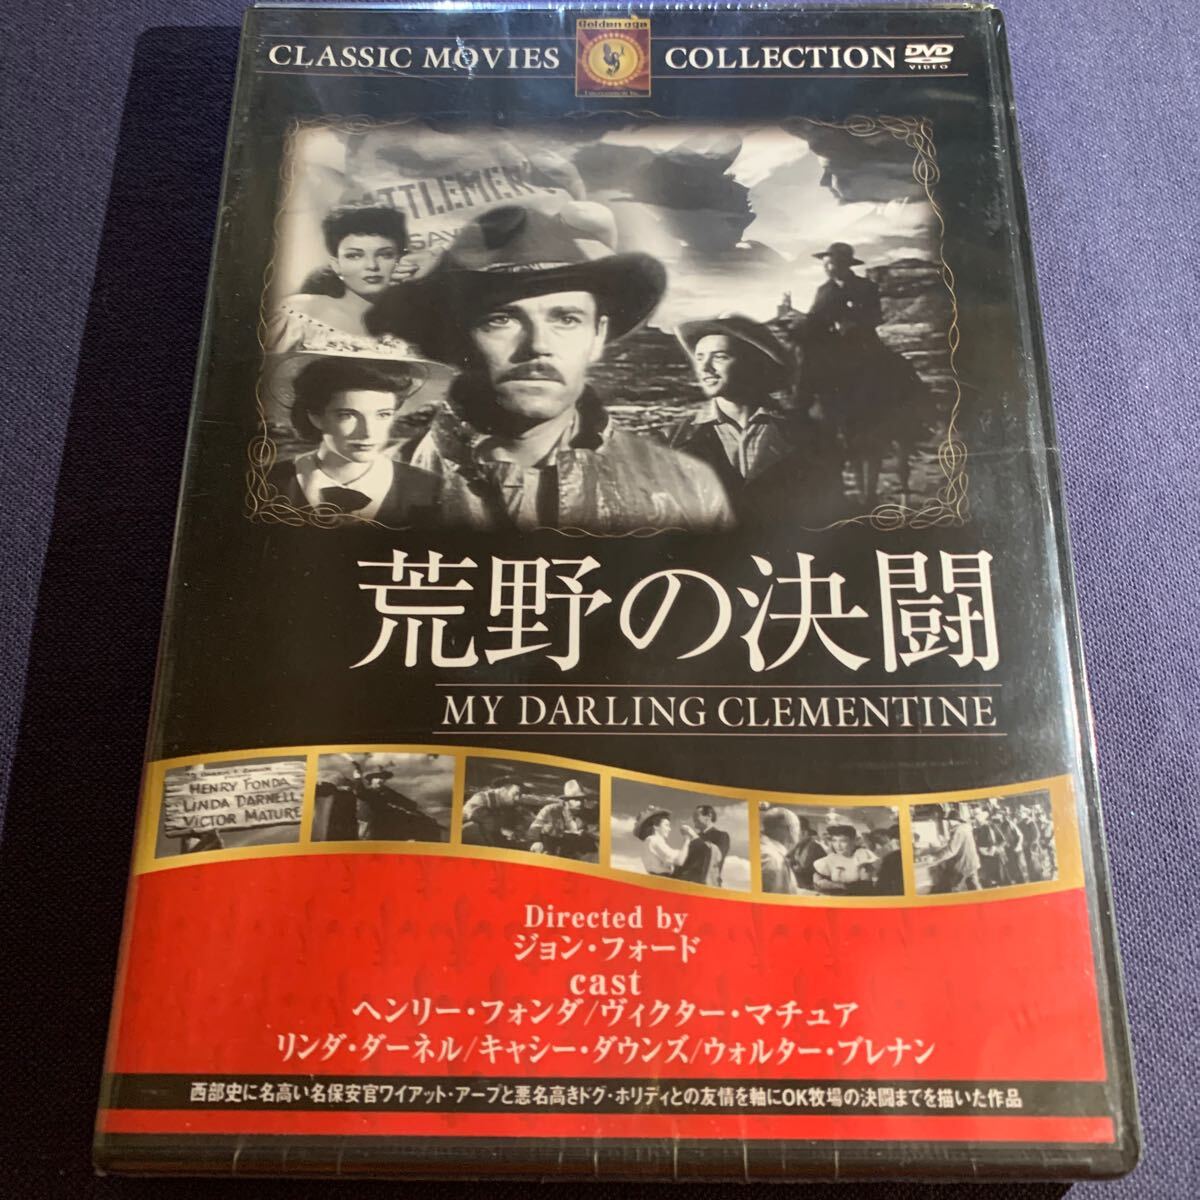 Golden age
CLASSIC MOVIES COLLECTION DVD
VIDEO
荒野の決闘
MY DARLING CLEMENTINE
HENRY FONDA
LINDA DARNELL
VICTOR MATURE
Directed by
ジョン・フォード
cast
ヘンリー・フォンダ/ヴィクター・マチュア
リンダ・ダーネル/キャシー・ダウンズ/ウォルター・ブレナン
西部史に名高い名保安官ワイアット・アープと悪名高きドク・ホリディとの友情を軸にOK牧場の決闘までを描いた作品